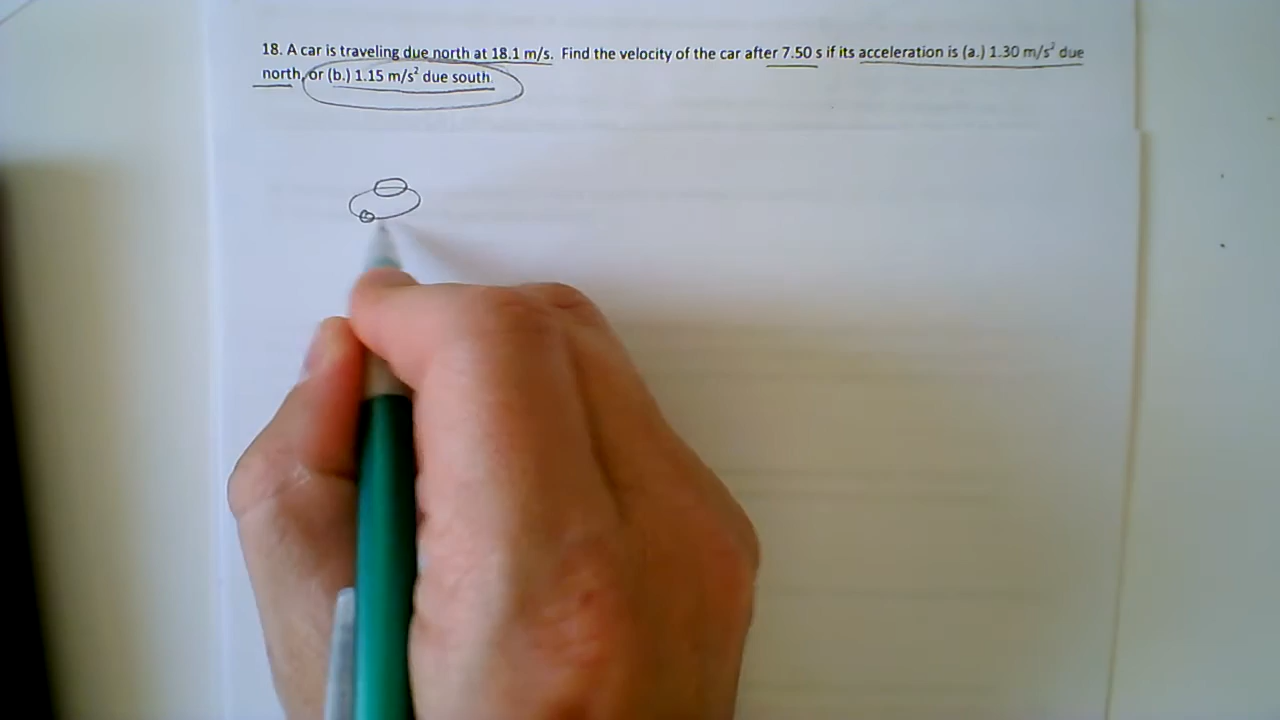 18. A car is traveling due north at 18.1 m/s. Find the velocity of the car after 7.50 s if its acceleration is (a.) 1.30 m/s² due
north, or (b.) 1.15 m/s² due south.